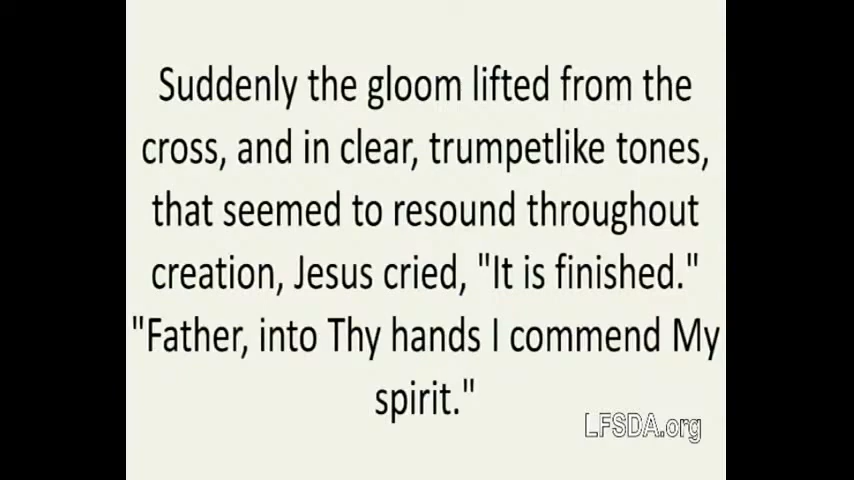 Suddenly the gloom lifted from the
cross, and in clear, trumpetlike tones,
that seemed to resound throughout
creation, Jesus cried, "It is finished."
"Father, into Thy hands I commend My
spirit."
LFSDA.org